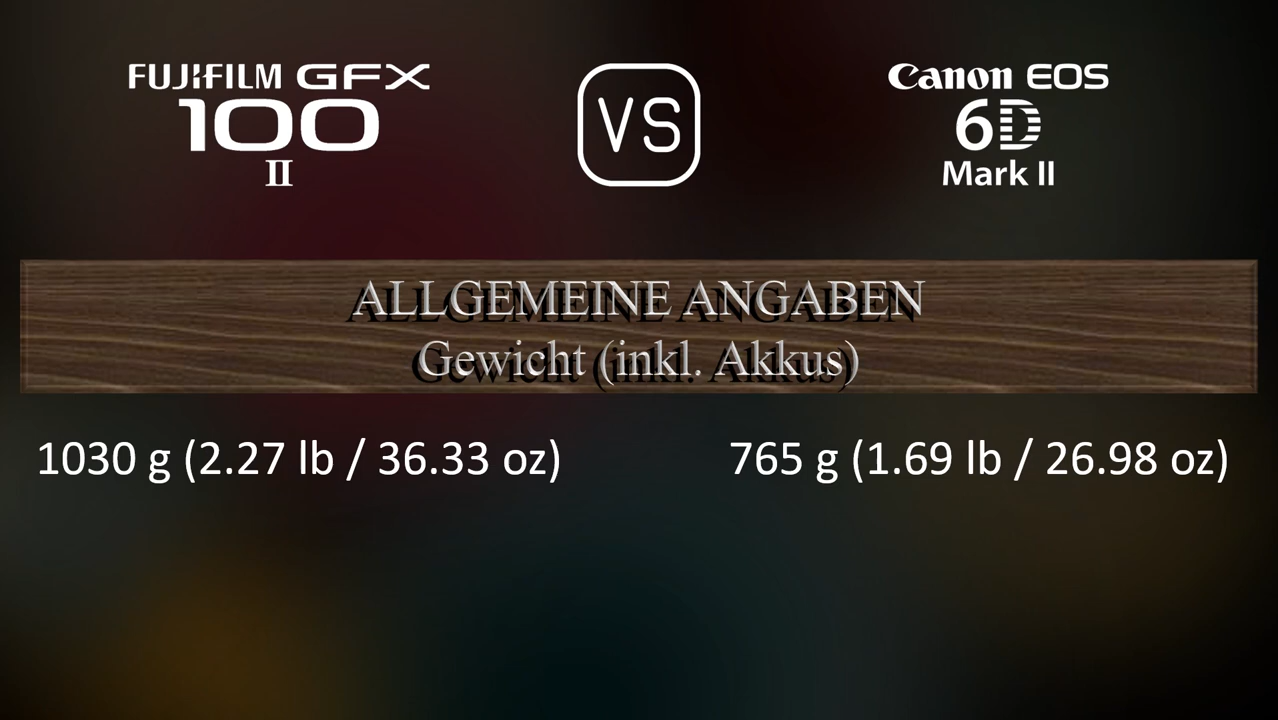 FUJIFILM GFX
100
II
VS
Canon EOS
6D
Mark II
ALLGEMEINE ANGABEN
Gewicht (inkl. Akkus)
1030 g (2.27 lb / 36.33 oz)
765 g (1.69 lb / 26.98 oz)